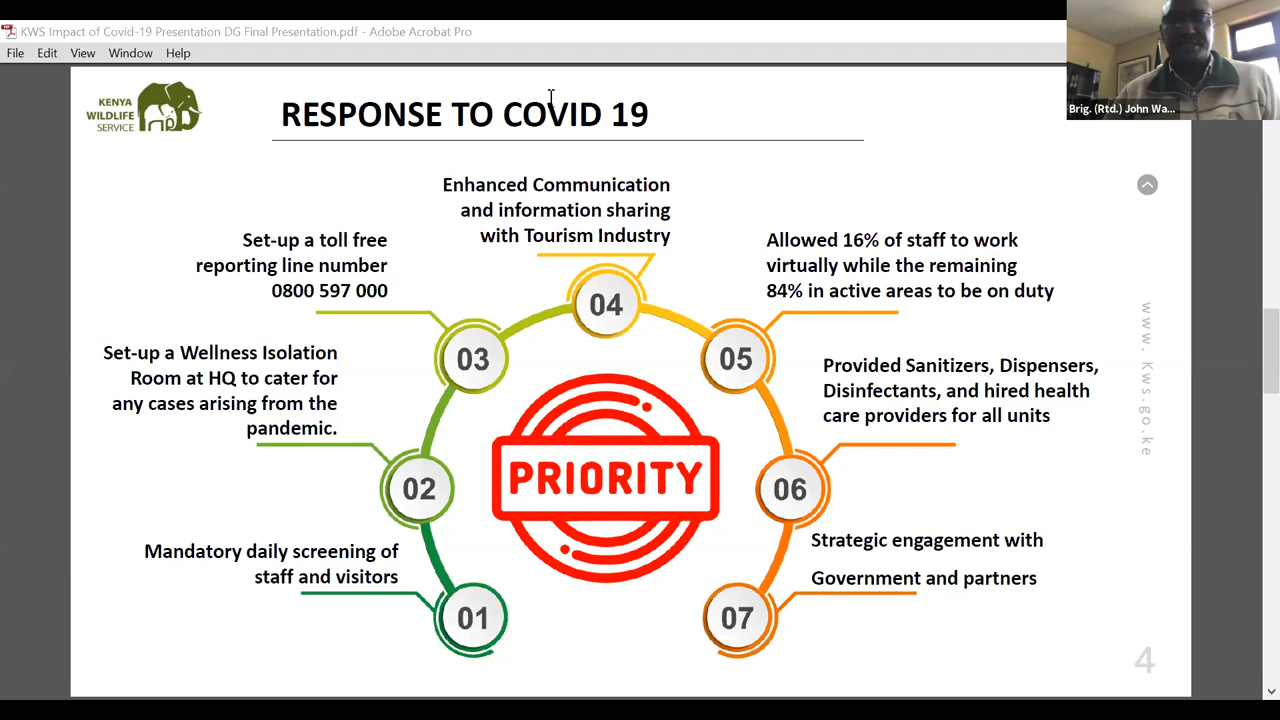 KWS Impact of Covid-19 Presentation DG Final Presentation.pdf - Adobe Acrobat Pro
File Edit View Window Help
Brig. (Rtd.) John Wa...
KENYA
WILDLIFE
SERVICE
RESPONSE TO COVID 19
Enhanced Communication
and information sharing
with Tourism Industry
04
Set-up a toll free
reporting line number
0800 597 000
03
Allowed 16% of staff to work
virtually while the remaining
84% in active areas to be on duty
05
Set-up a Wellness Isolation
Room at HQ to cater for
any cases arising from the
pandemic.
02
Provided Sanitizers, Dispensers,
Disinfectants, and hired health
care providers for all units
06
PRIORITY
Mandatory daily screening of
staff and visitors
01
Strategic engagement with
Government and partners
07
www.Kws.go.ke
4